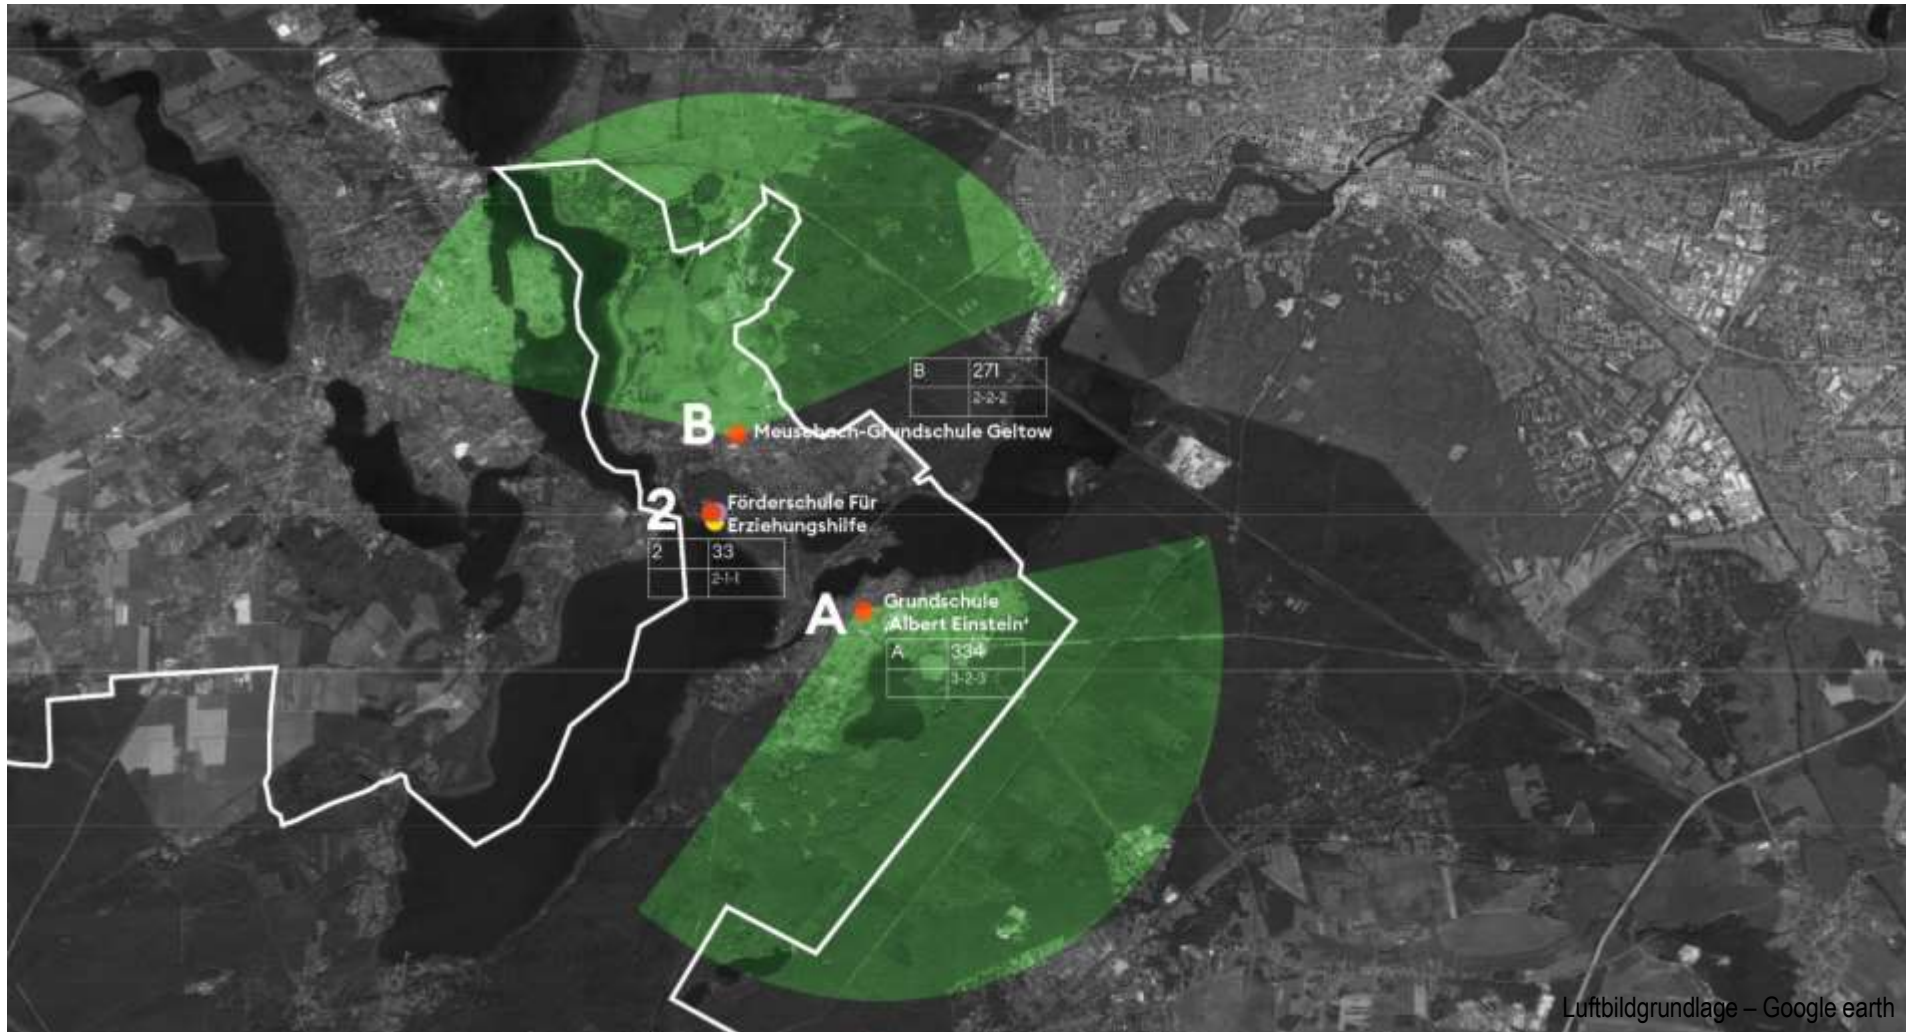 B 271
2-2-2
B
Meusebach-Grundschule Geltow
2
Förderschule Für
Erziehungshilfe
2 33
2-1-1
A
Grundschule
‚Albert Einstein‘
A 334
3-2-3
Luftbildgrundlage – Google earth